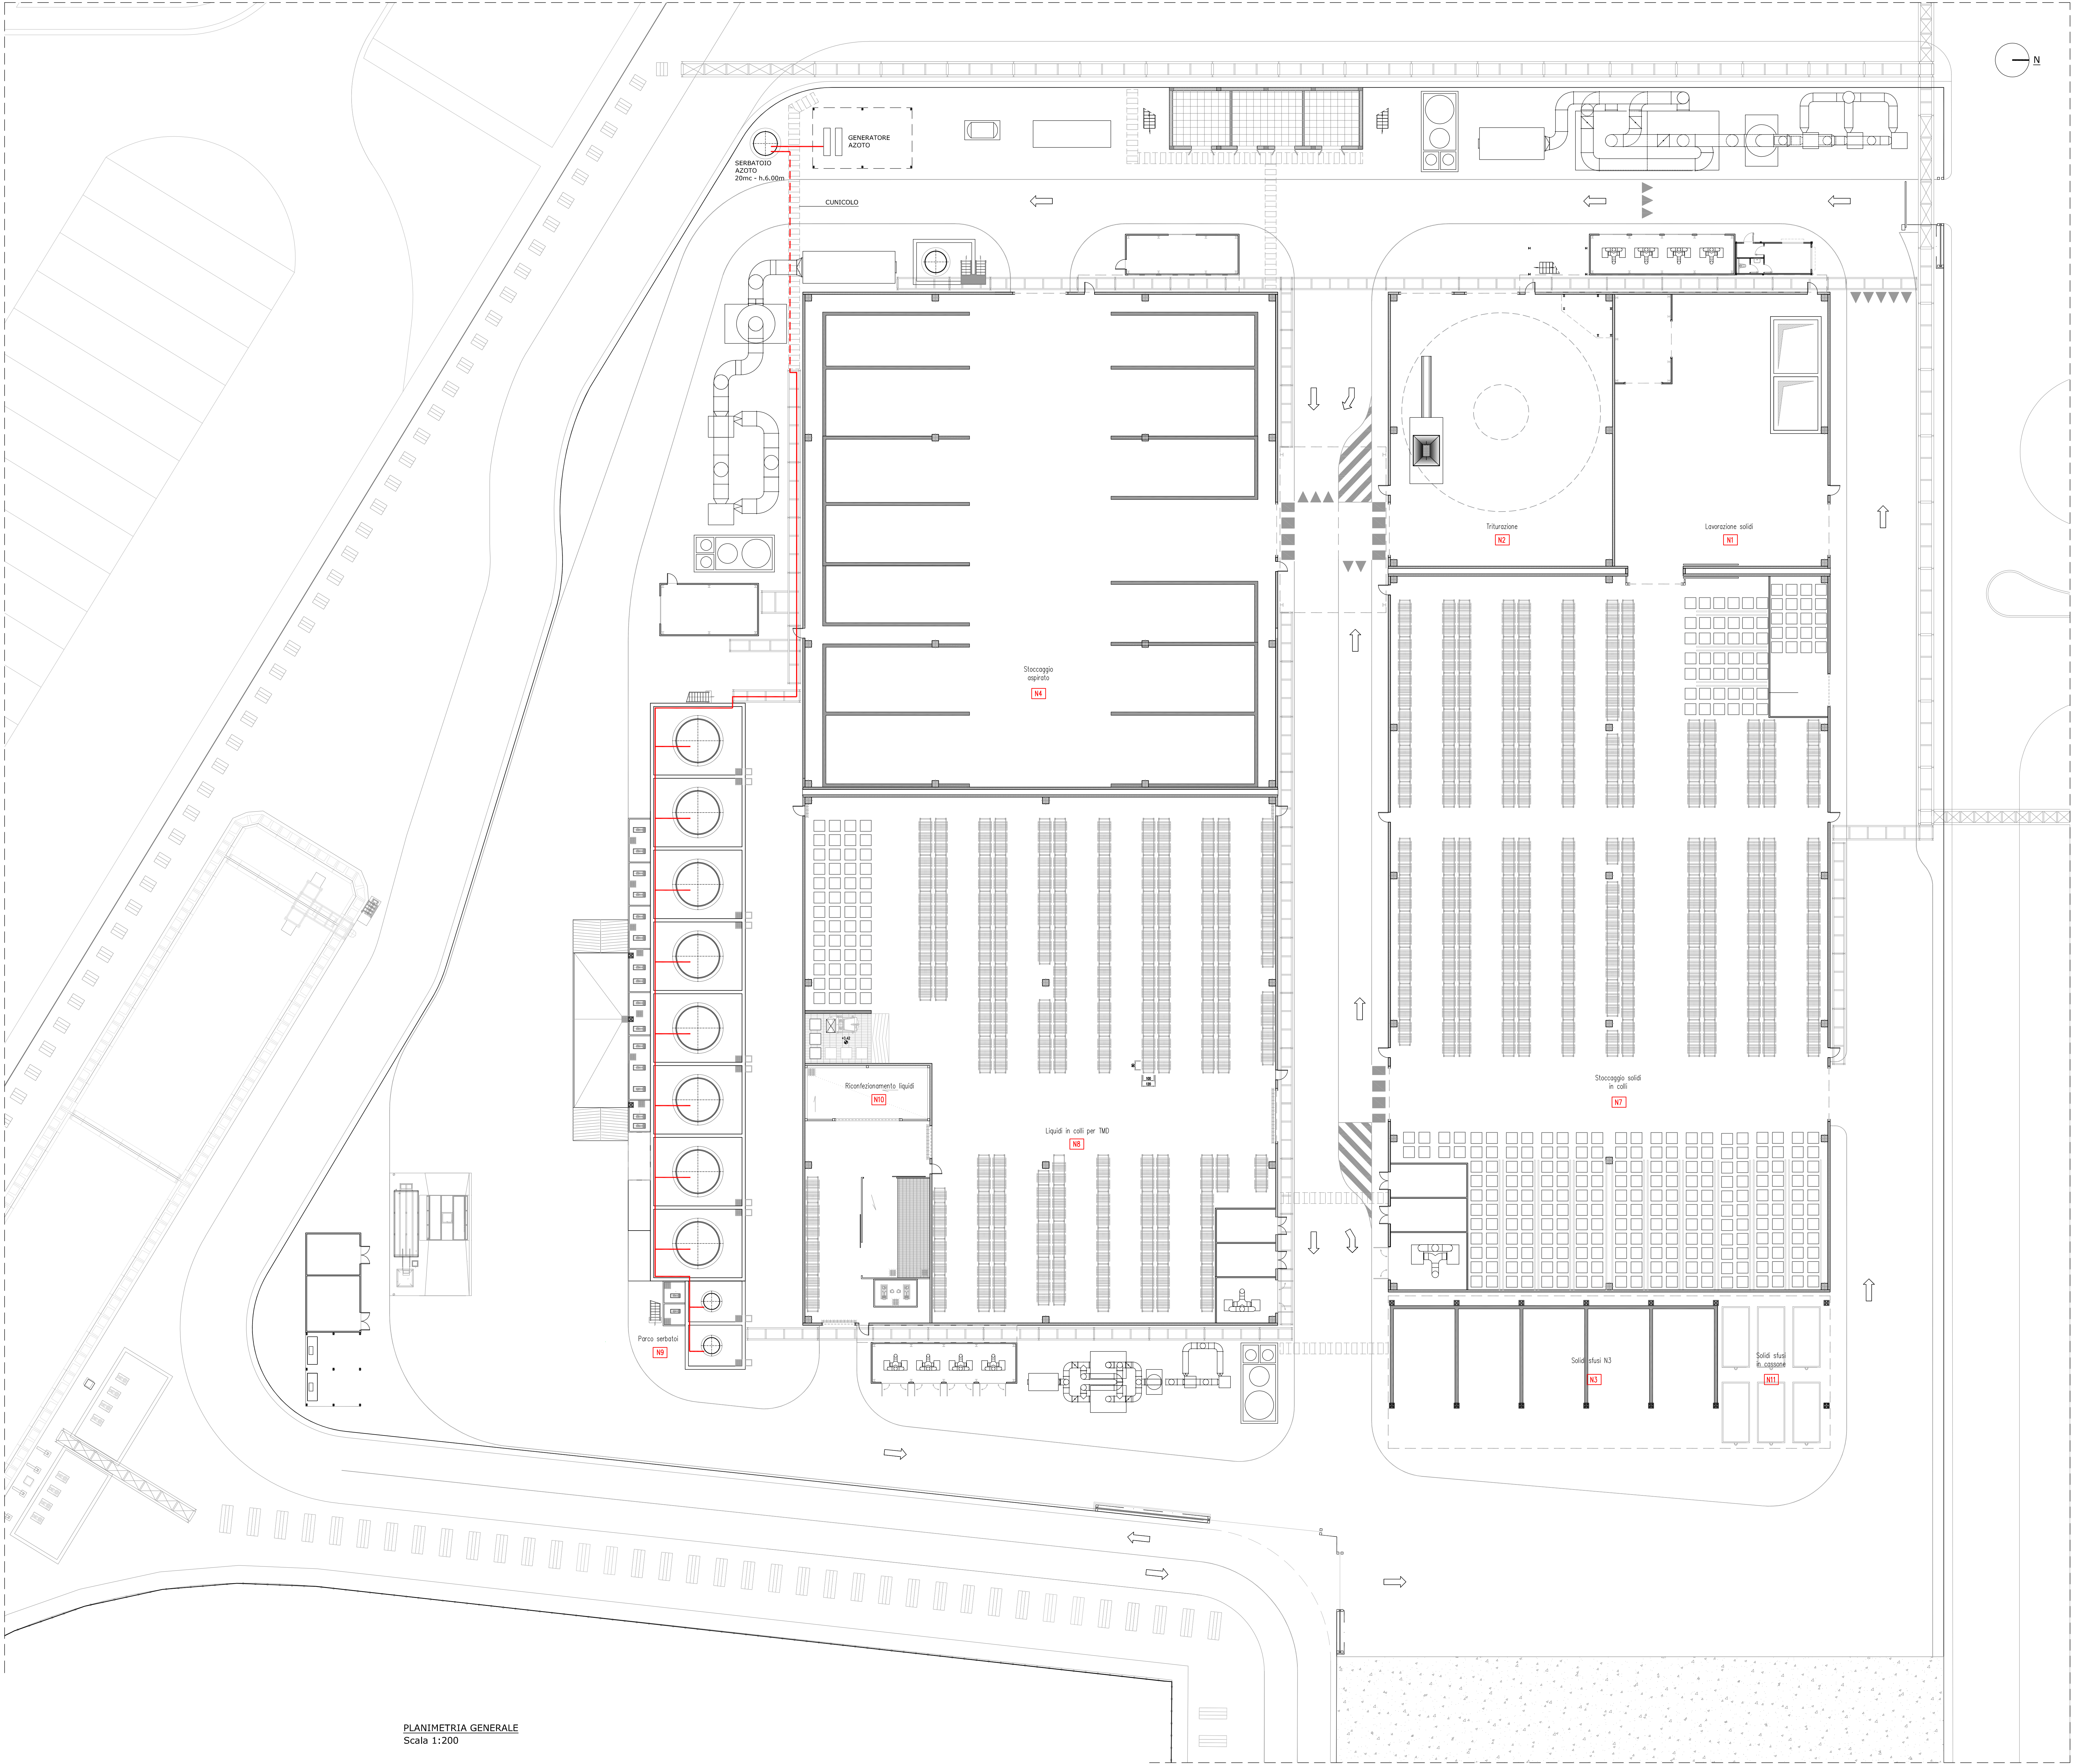 N
GENERATORE
AZOTO
SERBATOIO
AZOTO
20mc - h.6.00m
CUNICOLO
Triturazione
N2
Lavorazione solidi
N1
Stoccaggio
aspirato
N4
Riconfezionamento liquidi
N10
Stoccaggio solidi
in colli
N7
Liquidi in colli per TMD
N8
Parco serbatoi
N9
Solidi sfusi N3
N3
Solidi sfusi
in cassone
N11
PLANIMETRIA GENERALE
Scala 1:200